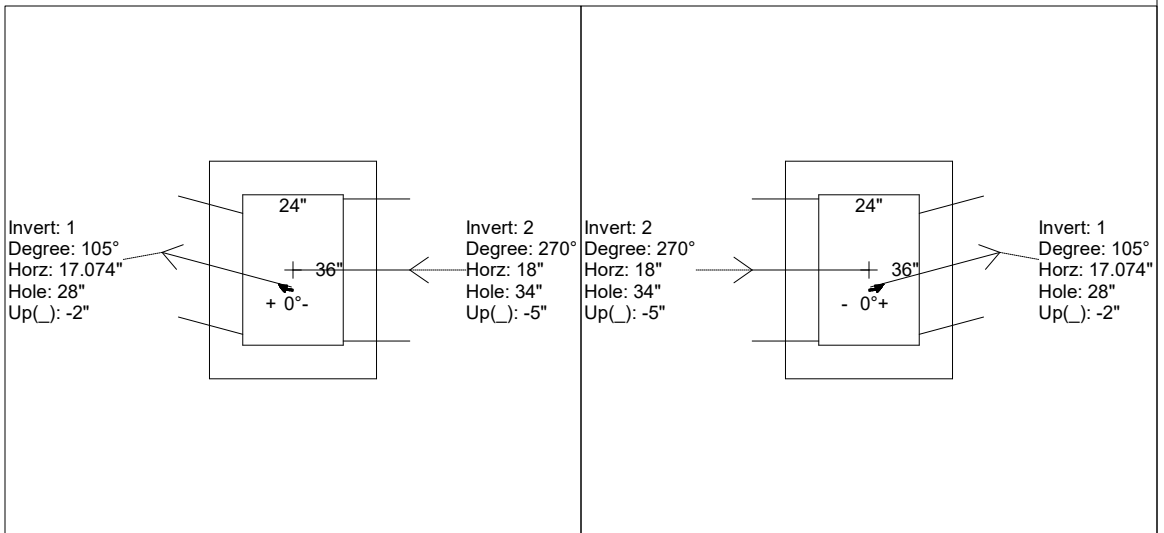 24"
Invert: 1
Degree: 105°
Horz: 17.074"
Hole: 28"
Up(_): -2"
36"
+ 0°-
Invert: 2
Degree: 270°
Horz: 18"
Hole: 34"
Up(_): -5"
Invert: 2
Degree: 270°
Horz: 18"
Hole: 34"
Up(_): -5"
24"
36"
- 0°+
Invert: 1
Degree: 105°
Horz: 17.074"
Hole: 28"
Up(_): -2"